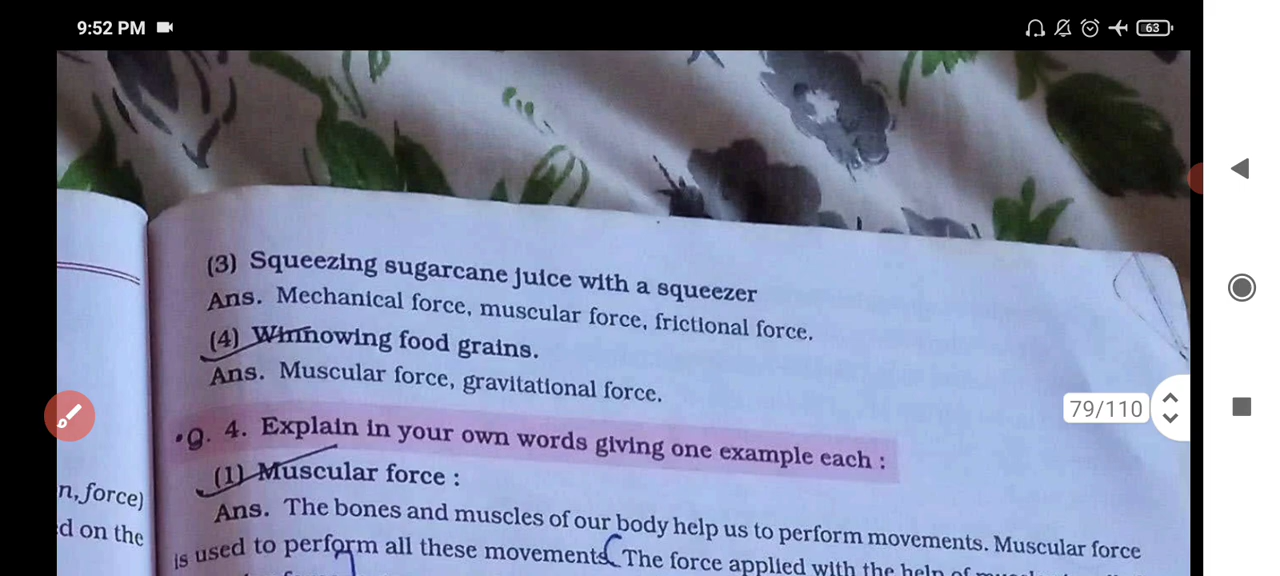 9:52 PM
63
(3) Squeezing sugarcane juice with a squeezer
Ans. Mechanical force, muscular force, frictional force.
(4) Winnowing food grains.
Ans. Muscular force, gravitational force.
79/110
Q. 4. Explain in your own words giving one example each :
(1) Muscular force :
n, force)
Ans. The bones and muscles of our body help us to perform movements. Muscular force
d on the
is used to perform all these movements. The force applied with the help of